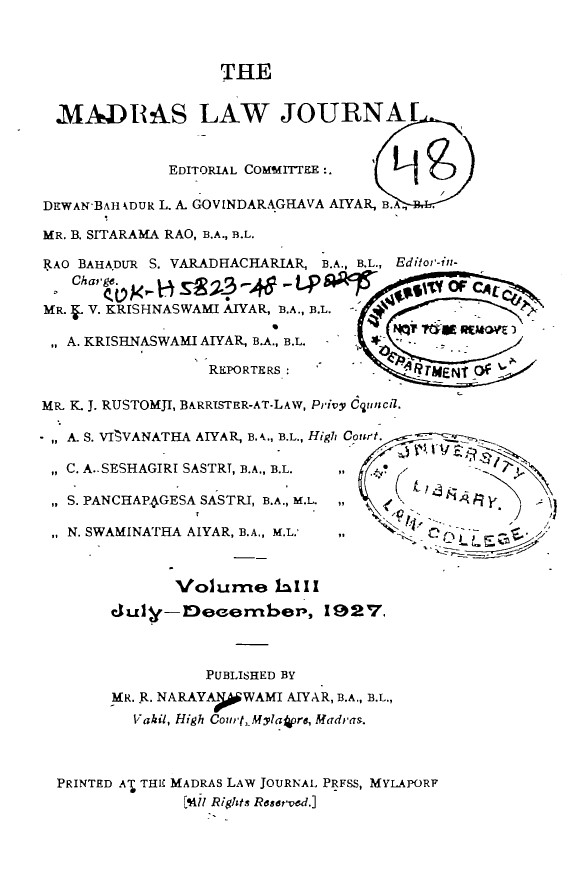 THE
MADRAS LAW JOURNAL.
48
EDITORIAL COMMITTEE :
DEWAN BAHADUR L. A. GOVINDARAGHAVA AIYAR, B.A., B.L.
MR. B. SITARAMA RAO, B.A., B.L.
RAO BAHADUR S. VARADHACHARIAR, B.A., B.L., Editor-in-
Charge.
MR. K. V. KRISHNASWAMI AIYAR, B.A., B.L.
„ A. KRISHNASWAMI AIYAR, B.A., B.L.
UNIVERSITY OF CALCUTT
NOT TO BE REMOVE
DEPARTMENT OF
REPORTERS :
MR. K. J. RUSTOMJI, BARRISTER-AT-LAW, Privy Council.
„ A. S. VISVANATHA AIYAR, B.A., B.L., High Court.
„ C. A. SESHAGIRI SASTRI, B.A., B.L. „
„ S. PANCHAPAGESA SASTRI, B.A., M.L. „
„ N. SWAMINATHA AIYAR, B.A., M.L. „
UNIVERSITY
LIBRARY.
LAW COLLEGE.
Volume LIII
July—December, 1927.
PUBLISHED BY
MR. R. NARAYANASWAMI AIYAR, B.A., B.L.,
Vakil, High Court, Mylapore, Madras.
PRINTED AT THE MADRAS LAW JOURNAL PRESS, MYLAPORE
[All Rights Reserved.]